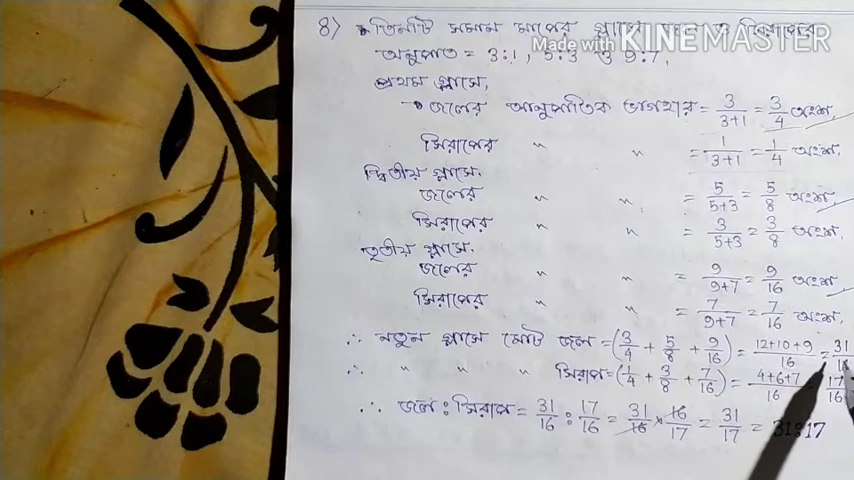 8) তিনটি সমান মাপের গ্লাসে ও সিরাপের
Made with KINEMASTER
অনুপাত = 3:1, 5:3 ও 9:7,
প্রথম গ্লাসে,
→ জলের আনুপাতিক ভাগহার = 3/(3+1) = 3/4 অংশ,
সিরাপের " " = 1/(3+1) = 1/4 অংশ,
দ্বিতীয় গ্লাসে,
জলের " " = 5/(5+3) = 5/8 অংশ,
সিরাপের " " = 3/(5+3) = 3/8 অংশ,
তৃতীয় গ্লাসে,
জলের " " = 9/(9+7) = 9/16 অংশ,
সিরাপের " " = 7/(9+7) = 7/16 অংশ,
∴ নতুন গ্লাসে মোট জল = (3/4 + 5/8 + 9/16) = (12+10+9)/16 = 31
∴ " " " সিরাপ = (1/4 + 3/8 + 7/16) = (4+6+7)/16 17/16
∴ জল : সিরাপ = 31/16 : 17/16 = 31/16 × 16/17 = 31/17 = 31:17